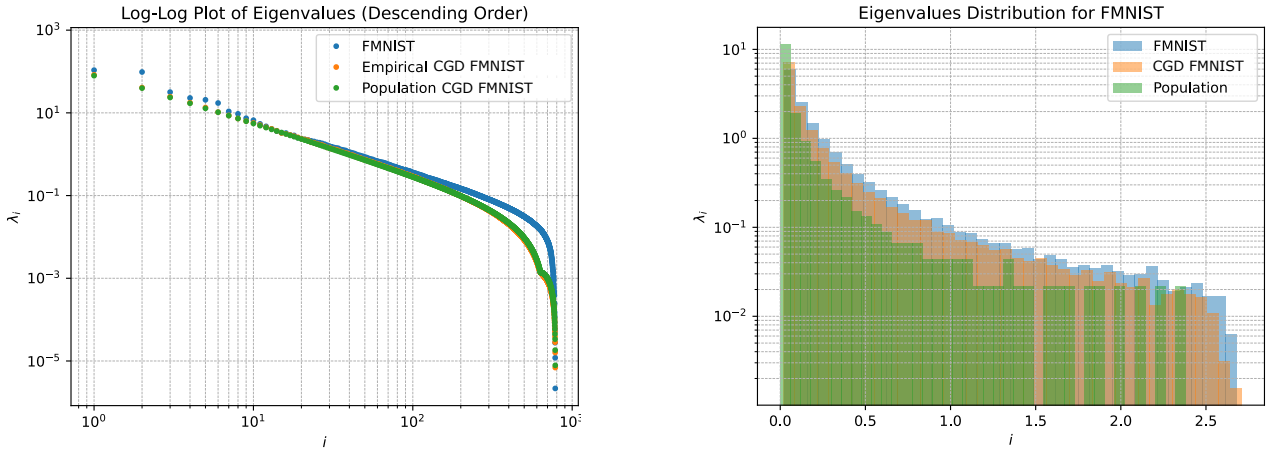 Log-Log Plot of Eigenvalues (Descending Order)
10³
10¹
10⁻¹
10⁻³
10⁻⁵
λᵢ
FMNIST
Empirical CGD FMNIST
Population CGD FMNIST
10⁰
10¹
10²
10³
i
Eigenvalues Distribution for FMNIST
10¹
10⁰
10⁻¹
10⁻²
λᵢ
FMNIST
CGD FMNIST
Population
0.0
0.5
1.0
1.5
2.0
2.5
i